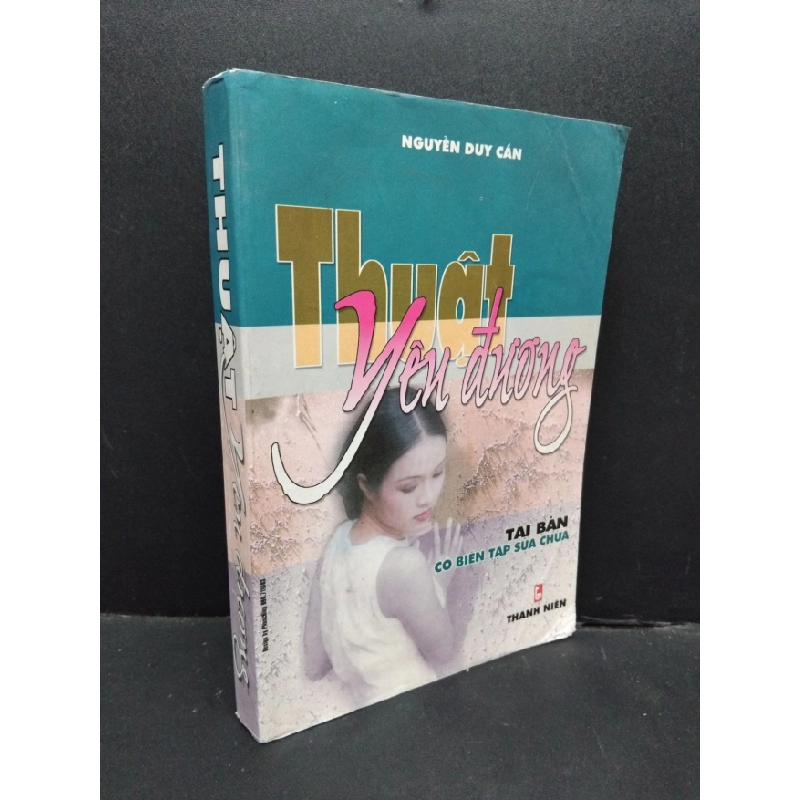 NGUYỄN DUY CẦN
Thuật
yêu đương
TÁI BẢN
CÓ BIÊN TẬP SỬA CHỮA
THANH NIÊN
THUẬT yêu đương